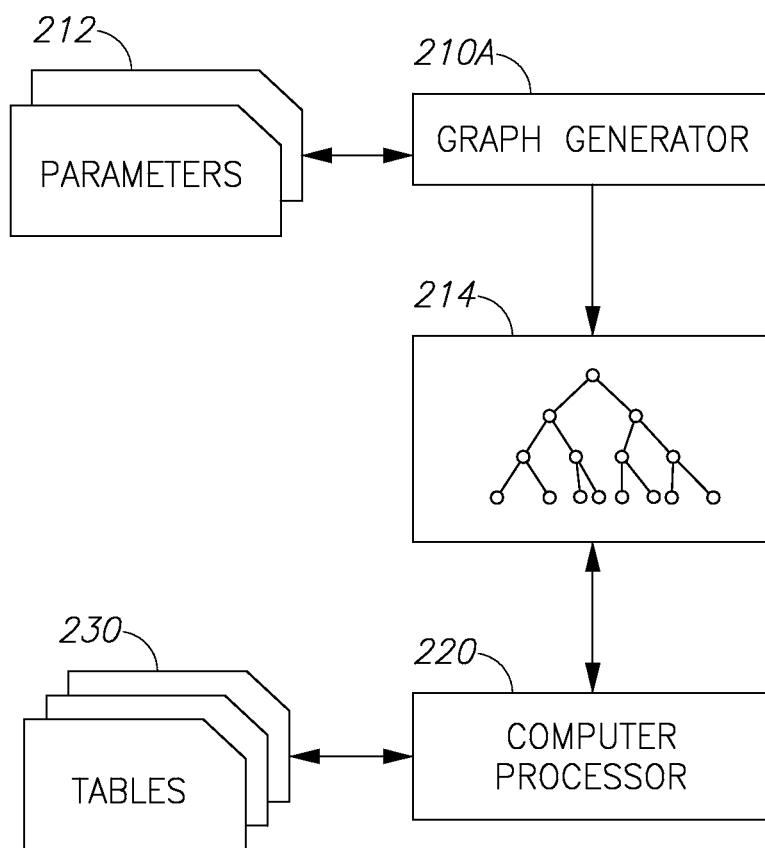 212
210A
PARAMETERS
GRAPH GENERATOR
214
230
220
TABLES
COMPUTER
PROCESSOR